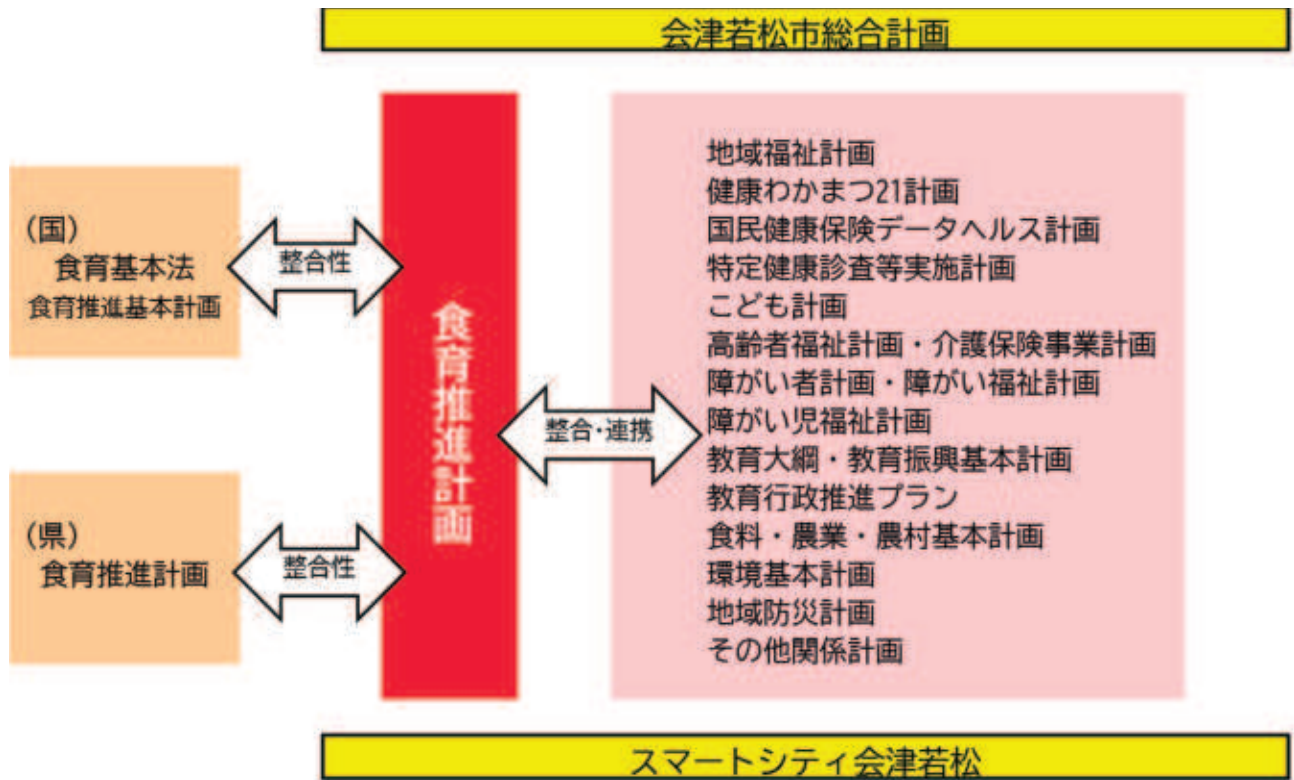 会津若松市総合計画
(国)
食育基本法
食育推進基本計画
整合性
(県)
食育推進計画
整合性
食育推進計画
整合・連携
地域福祉計画
健康わかまつ21計画
国民健康保険データヘルス計画
特定健康診査等実施計画
こども計画
高齢者福祉計画・介護保険事業計画
障がい者計画・障がい福祉計画
障がい児福祉計画
教育大綱・教育振興基本計画
教育行政推進プラン
食料・農業・農村基本計画
環境基本計画
地域防災計画
その他関係計画
スマートシティ会津若松